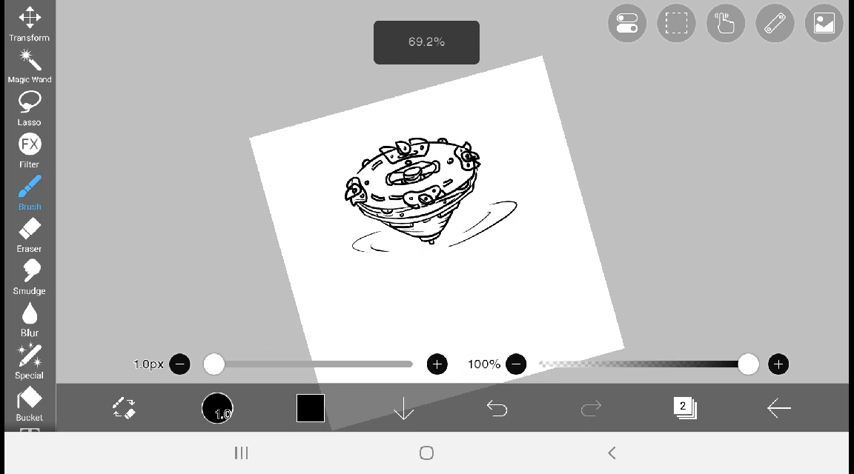 Transform
69.2%
Magic Wand
Lasso
FX
Filter
Brush
Eraser
Smudge
Blur
Special
1.0px
100%
Bucket
1.0
2